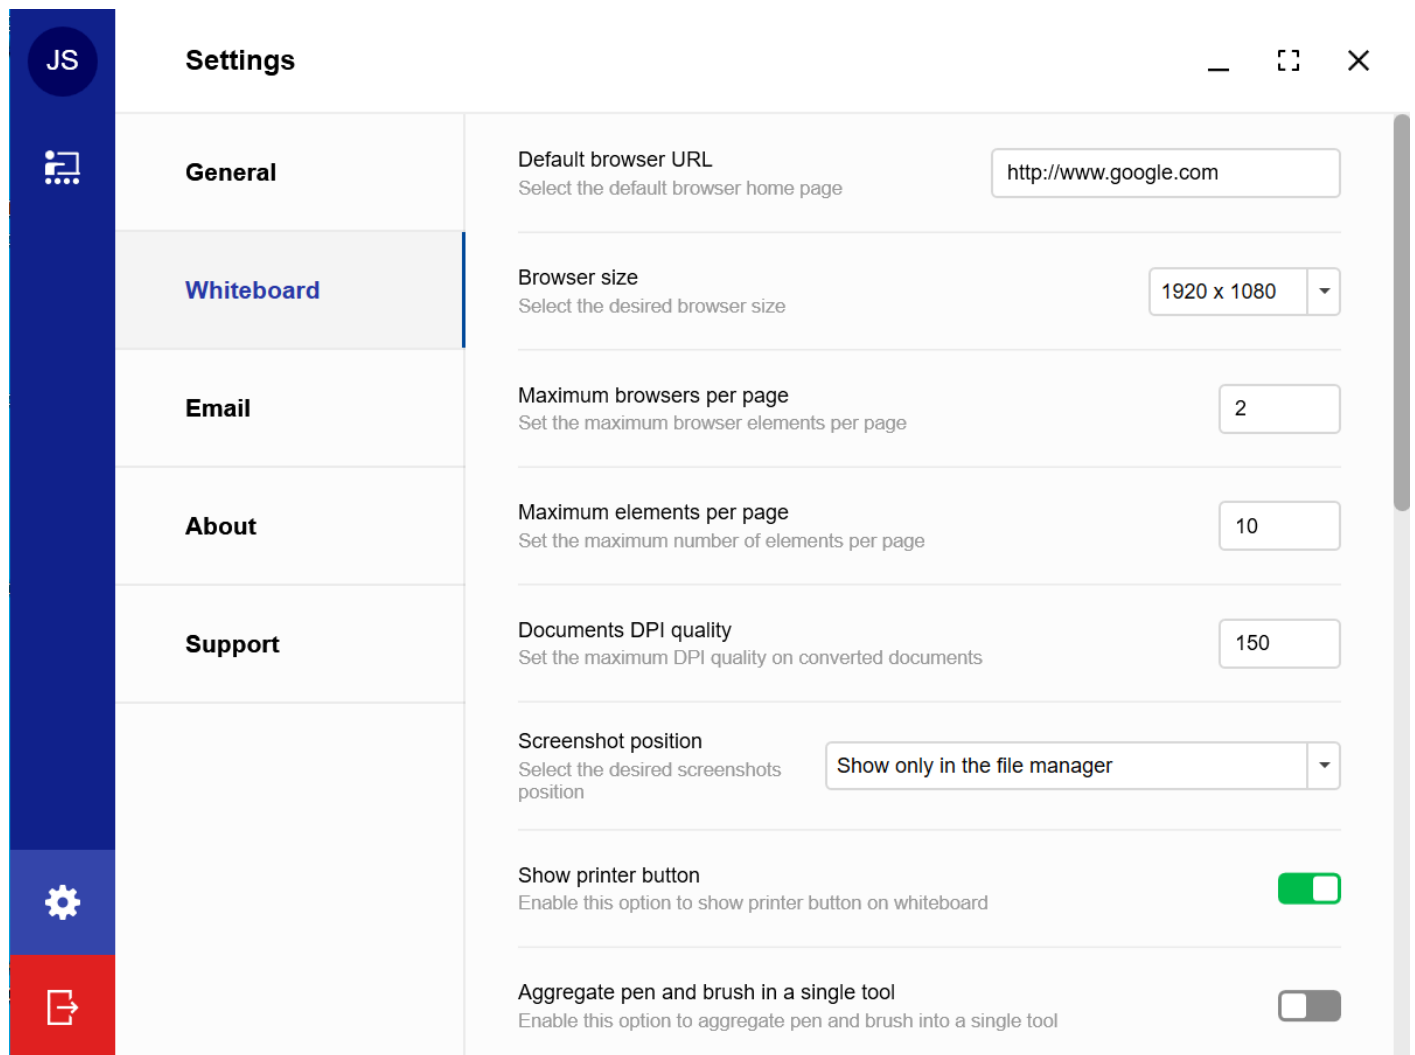 JS
Settings
General
Whiteboard
Email
About
Support
Default browser URL
Select the default browser home page
http://www.google.com
Browser size
Select the desired browser size
1920 x 1080
Maximum browsers per page
Set the maximum browser elements per page
2
Maximum elements per page
Set the maximum number of elements per page
10
Documents DPI quality
Set the maximum DPI quality on converted documents
150
Screenshot position
Select the desired screenshots
position
Show only in the file manager
Show printer button
Enable this option to show printer button on whiteboard
Aggregate pen and brush in a single tool
Enable this option to aggregate pen and brush into a single tool